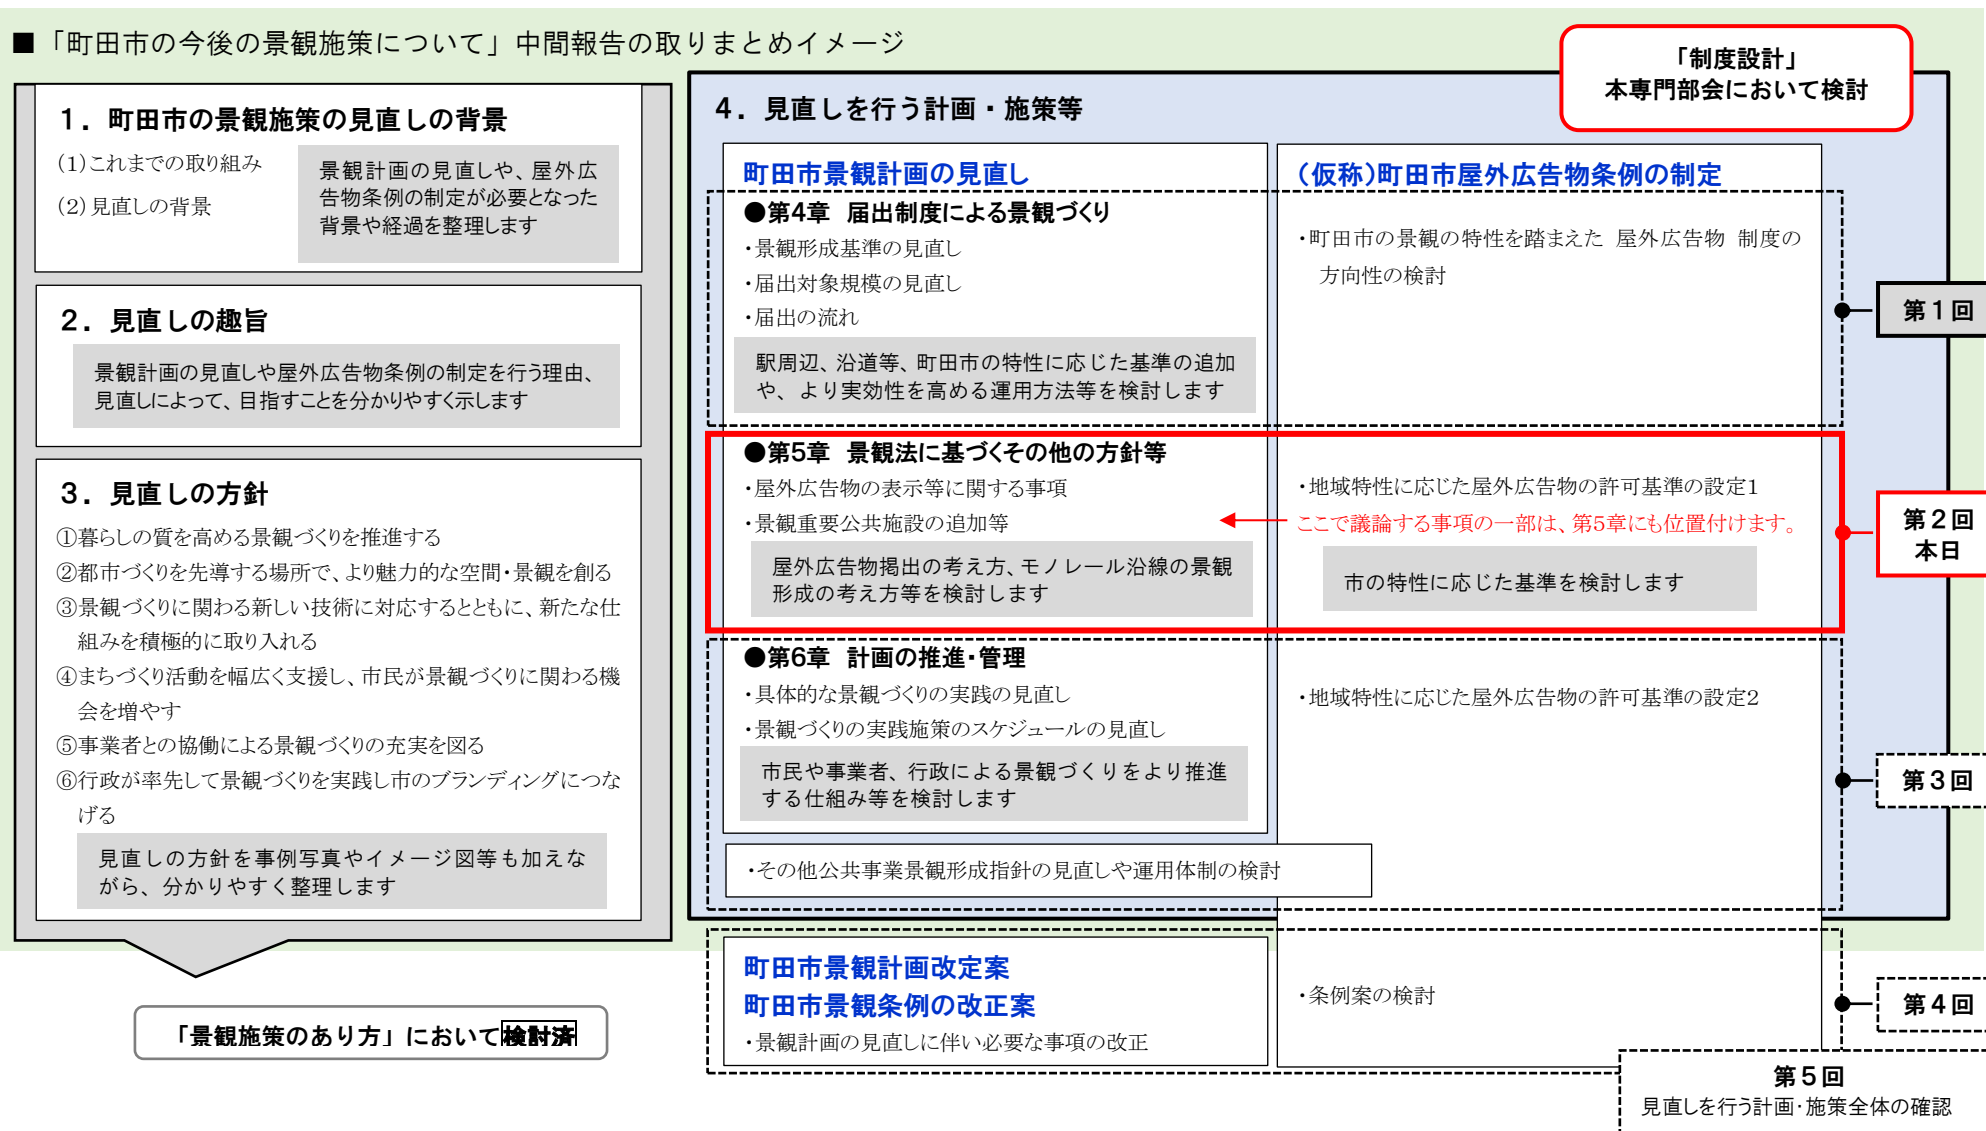 ■「町田市の今後の景観施策について」中間報告の取りまとめイメージ
1．町田市の景観施策の見直しの背景
(1)これまでの取り組み
(2)見直しの背景
景観計画の見直しや、屋外広
告物条例の制定が必要となった
背景や経過を整理します
2．見直しの趣旨
景観計画の見直しや屋外広告物条例の制定を行う理由、
見直しによって、目指すことを分かりやすく示します
3．見直しの方針
①暮らしの質を高める景観づくりを推進する
②都市づくりを先導する場所で、より魅力的な空間・景観を創る
③景観づくりに関わる新しい技術に対応するとともに、新たな仕
組みを積極的に取り入れる
④まちづくり活動を幅広く支援し、市民が景観づくりに関わる機
会を増やす
⑤事業者との協働による景観づくりの充実を図る
⑥行政が率先して景観づくりを実践し市のブランディングにつな
げる
見直しの方針を事例写真やイメージ図等も加えな
がら、分かりやすく整理します
「景観施策のあり方」において検討済
「制度設計」
本専門部会において検討
4．見直しを行う計画・施策等
町田市景観計画の見直し
●第4章 届出制度による景観づくり
・景観形成基準の見直し
・届出対象規模の見直し
・届出の流れ
駅周辺、沿道等、町田市の特性に応じた基準の追加
や、より実効性を高める運用方法等を検討します
(仮称)町田市屋外広告物条例の制定
・町田市の景観の特性を踏まえた 屋外広告物 制度の
方向性の検討
第1回
●第5章 景観法に基づくその他の方針等
・屋外広告物の表示等に関する事項
・景観重要公共施設の追加等
屋外広告物掲出の考え方、モノレール沿線の景観
形成の考え方等を検討します
・地域特性に応じた屋外広告物の許可基準の設定1
ここで議論する事項の一部は、第5章にも位置付けます。
市の特性に応じた基準を検討します
第2回
本日
●第6章 計画の推進・管理
・具体的な景観づくりの実践の見直し
・景観づくりの実践施策のスケジュールの見直し
市民や事業者、行政による景観づくりをより推進
する仕組み等を検討します
・その他公共事業景観形成指針の見直しや運用体制の検討
・地域特性に応じた屋外広告物の許可基準の設定2
第3回
町田市景観計画改定案
町田市景観条例の改正案
・景観計画の見直しに伴い必要な事項の改正
・条例案の検討
第4回
第5回
見直しを行う計画・施策全体の確認